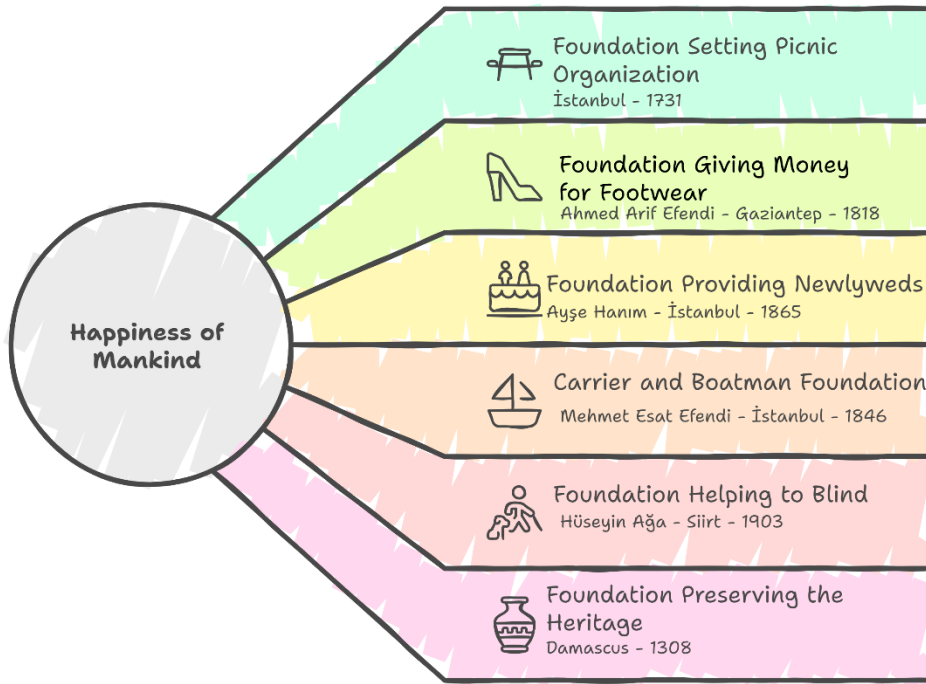 Foundation Setting Picnic
Organization
İstanbul - 1731
Foundation Giving Money
for Footwear
Ahmed Arif Efendi - Gaziantep - 1818
Foundation Providing Newlyweds
Ayşe Hanım - İstanbul - 1865
Happiness of
Mankind
Carrier and Boatman Foundation
Mehmet Esat Efendi - İstanbul - 1846
Foundation Helping to Blind
Hüseyin Ağa - Siirt - 1903
Foundation Preserving the
Heritage
Damascus - 1308